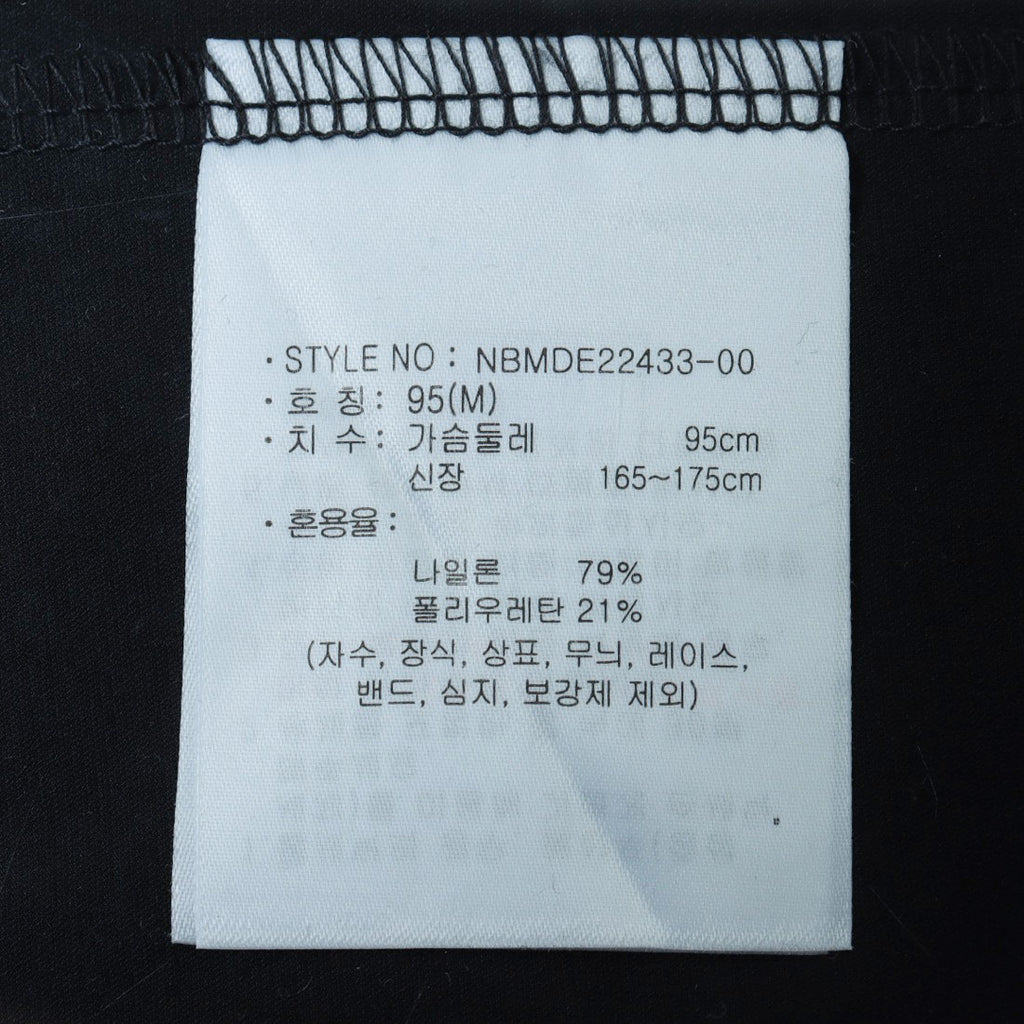 · STYLE NO : NBMDE22433-00
· 호 칭 : 95(M)
· 치 수 : 가슴둘레 95cm
신장 165~175cm
· 혼용율 :
나일론 79%
폴리우레탄 21%
(자수, 장식, 상표, 무늬, 레이스,
밴드, 심지, 보강제 제외)